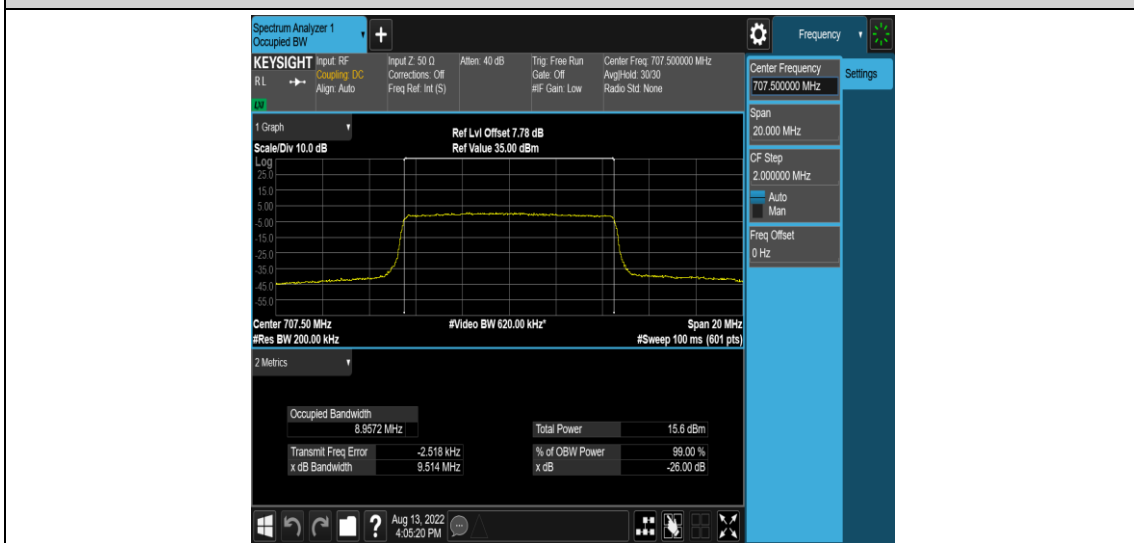 Spectrum Analyzer 1
Occupied BW
+
Frequency
KEYSIGHT
RL
LXI
Input: RF
Coupling: DC
Align: Auto
Input Z: 50 Ω
Corrections: Off
Freq Ref: Int (S)
Atten: 40 dB
Trig: Free Run
Gate: Off
#IF Gain: Low
Center Freq: 707.500000 MHz
Avg|Hold: 30/30
Radio Std: None
Center Frequency
707.500000 MHz
Settings
Span
20.000 MHz
CF Step
2.000000 MHz
Auto
Man
Freq Offset
0 Hz
1 Graph
Scale/Div 10.0 dB
Ref Lvl Offset 7.78 dB
Ref Value 35.00 dBm
Log
25.0
15.0
5.00
-5.00
-15.0
-25.0
-35.0
-45.0
-55.0
Center 707.50 MHz
#Video BW 620.00 kHz*
Span 20 MHz
#Res BW 200.00 kHz
#Sweep 100 ms (601 pts)
2 Metrics
Occupied Bandwidth
8.9572 MHz
Total Power 15.6 dBm
Transmit Freq Error -2.518 kHz
% of OBW Power 99.00 %
x dB Bandwidth 9.514 MHz
x dB -26.00 dB
?
Aug 13, 2022
4:05:20 PM